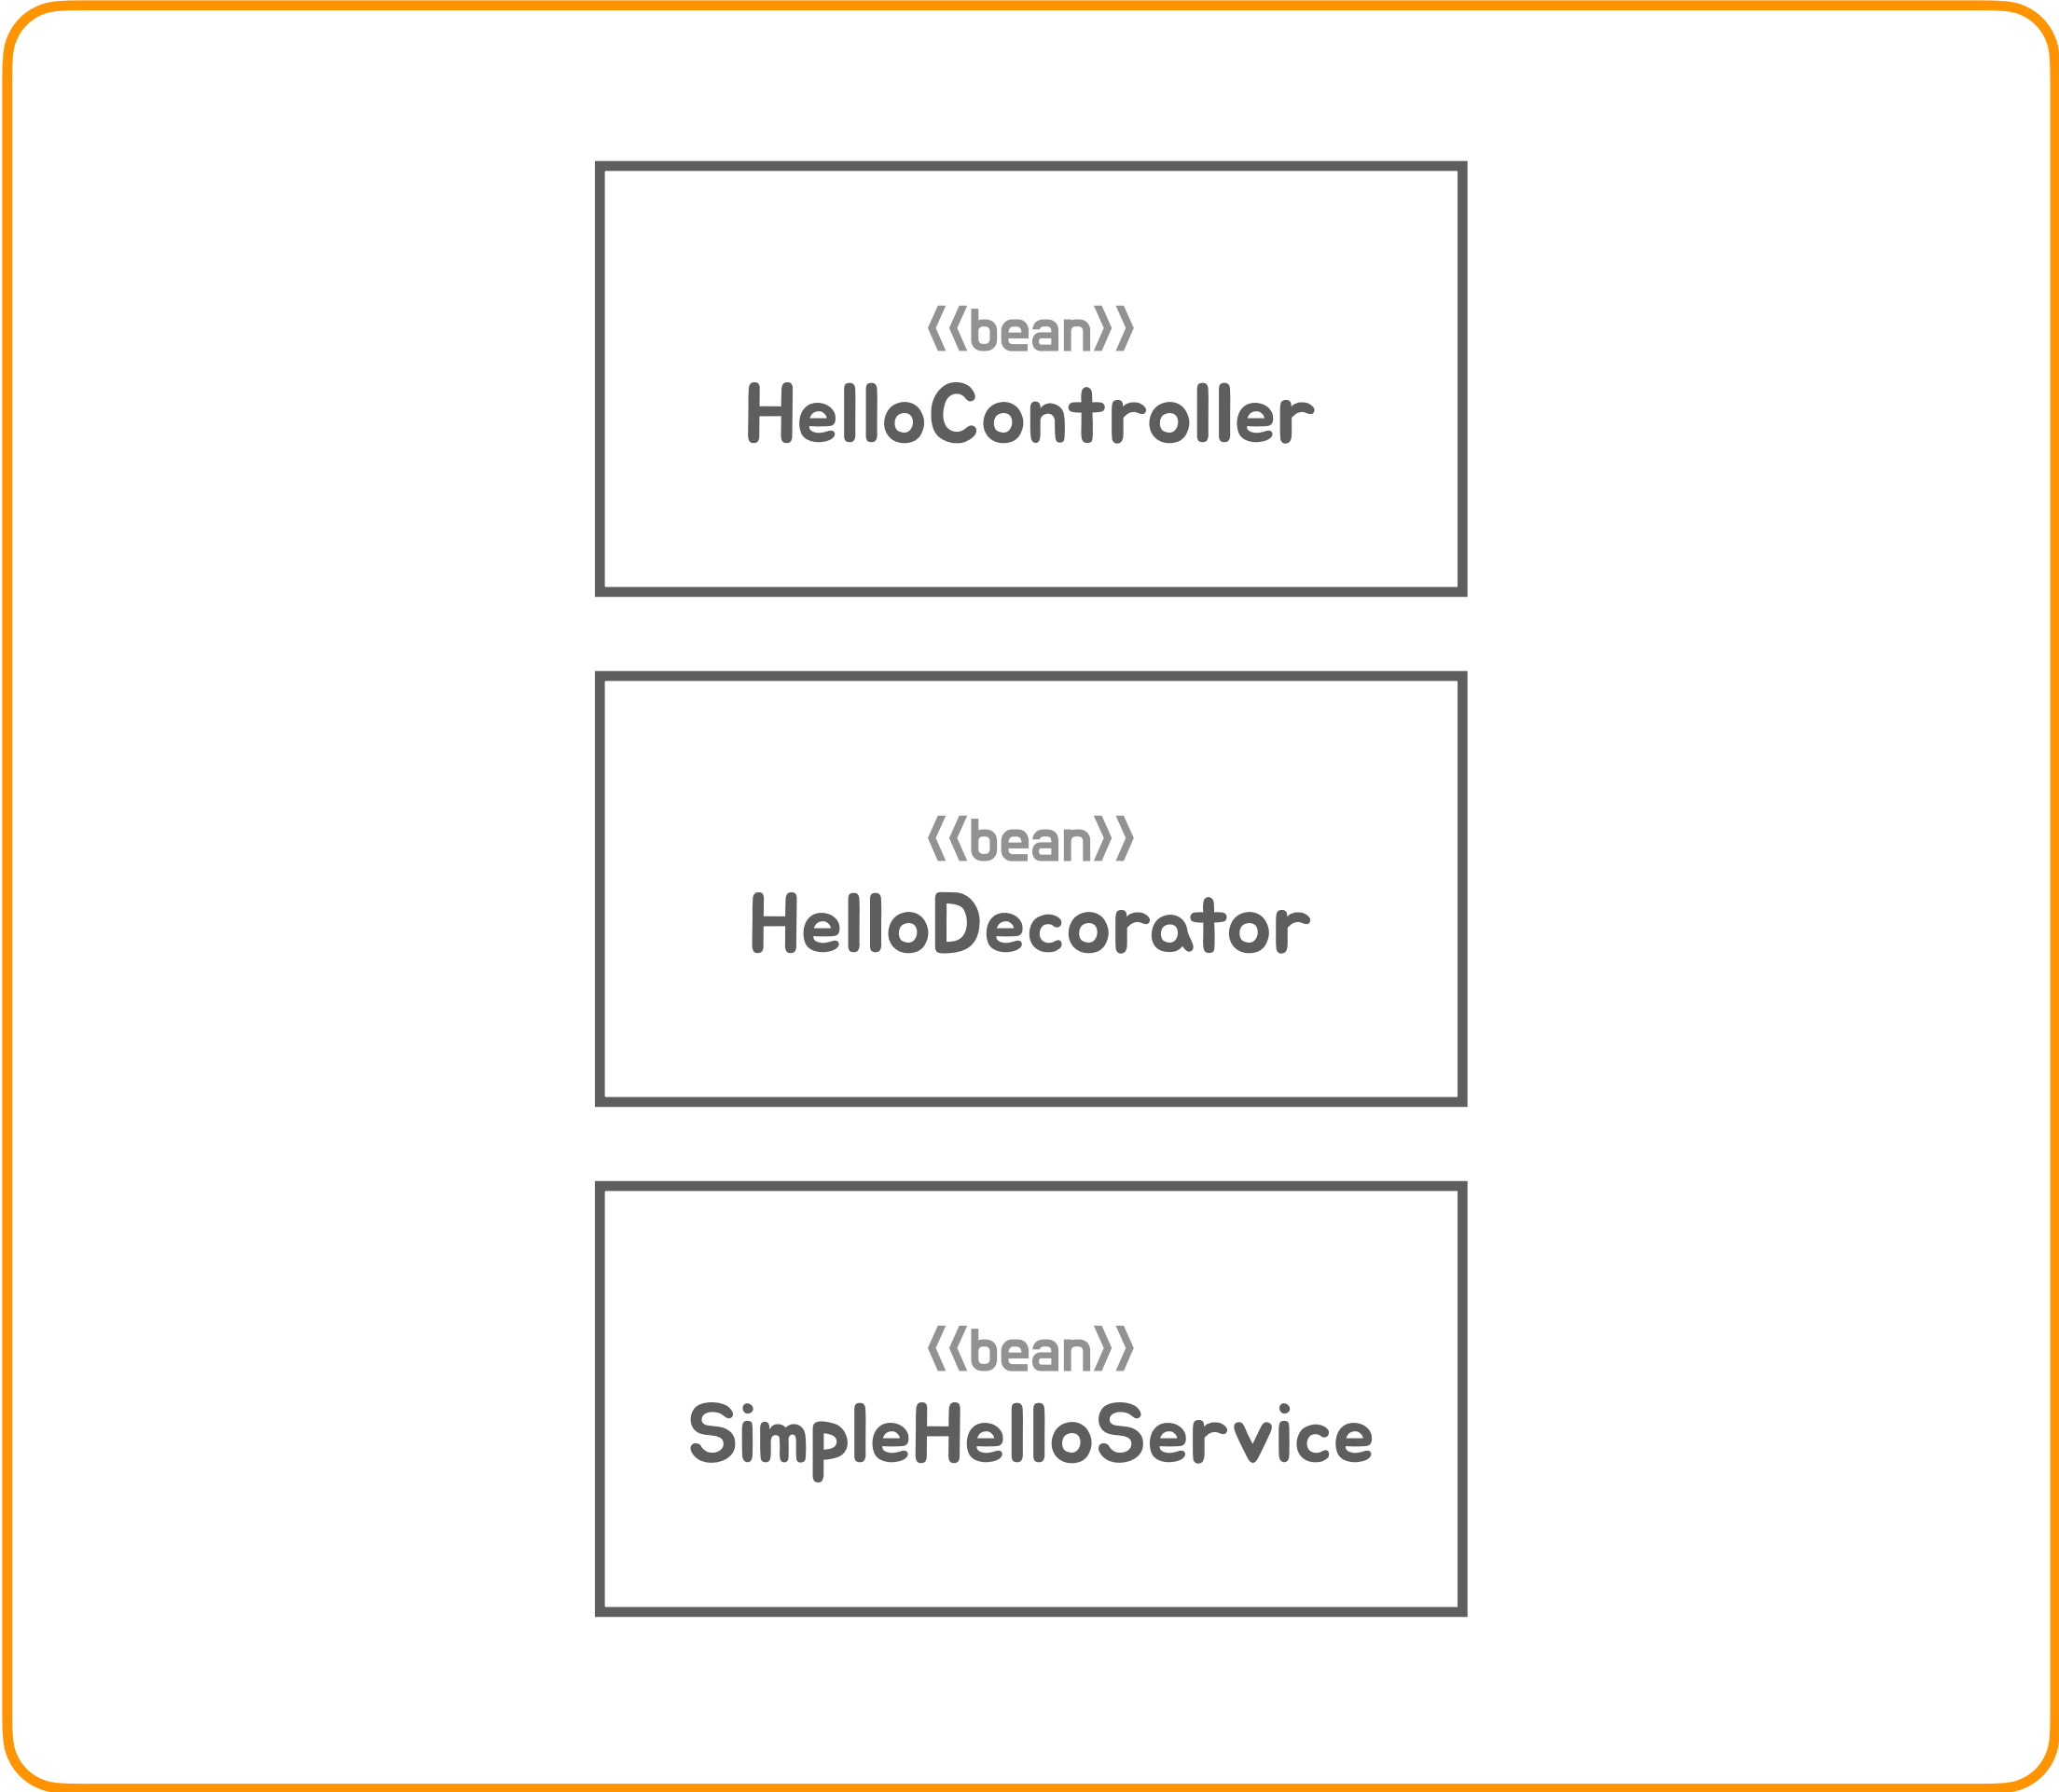 《bean》
HelloController
《bean》
HelloDecorator
《bean》
SimpleHelloService